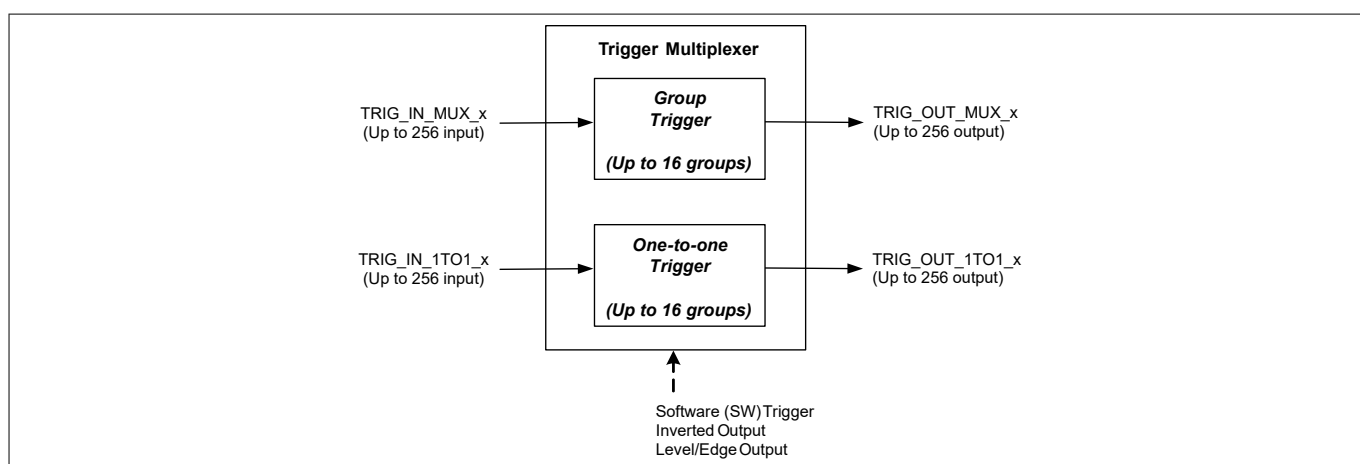 Trigger Multiplexer
TRIG_IN_MUX_x
(Up to 256 input)
Group
Trigger
(Up to 16 groups)
TRIG_OUT_MUX_x
(Up to 256 output)
TRIG_IN_1TO1_x
(Up to 256 input)
One-to-one
Trigger
(Up to 16 groups)
TRIG_OUT_1TO1_x
(Up to 256 output)
Software (SW) Trigger
Inverted Output
Level/Edge Output